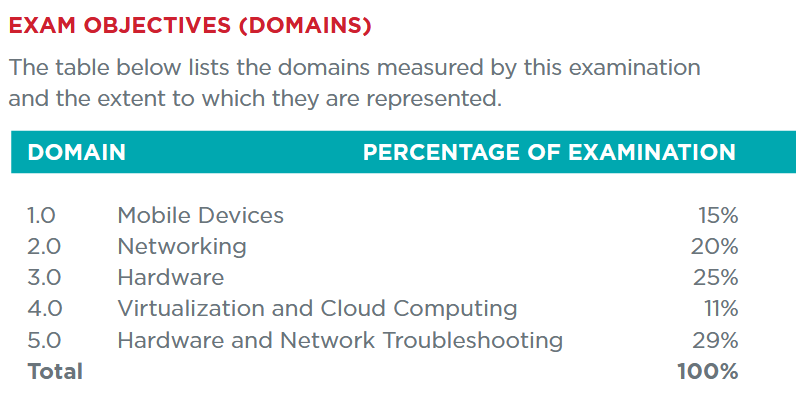 EXAM OBJECTIVES (DOMAINS)
The table below lists the domains measured by this examination
and the extent to which they are represented.
DOMAIN PERCENTAGE OF EXAMINATION
1.0 Mobile Devices 15%
2.0 Networking 20%
3.0 Hardware 25%
4.0 Virtualization and Cloud Computing 11%
5.0 Hardware and Network Troubleshooting 29%
Total 100%